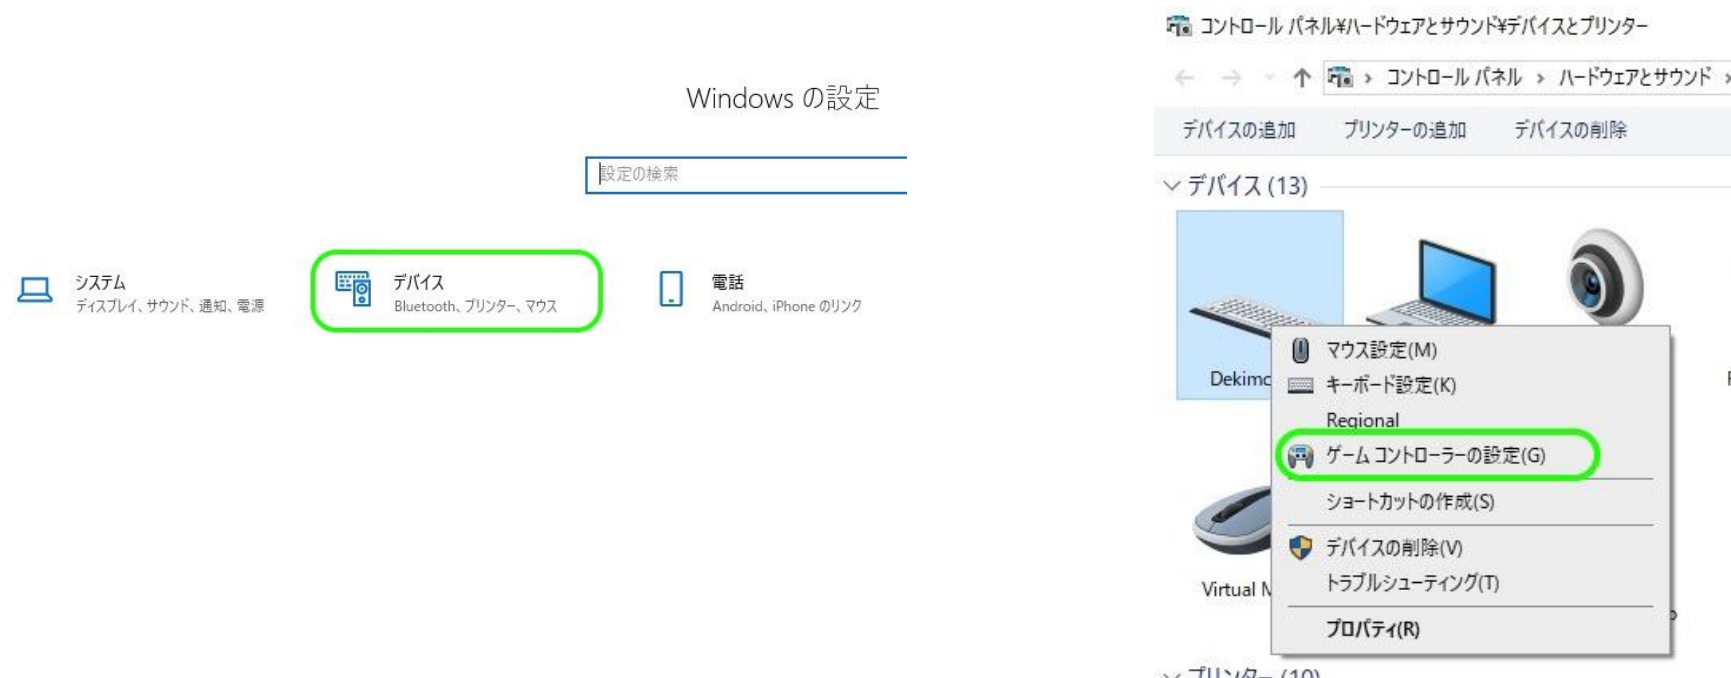 Windows の設定
設定の検索
システム
ディスプレイ、サウンド、通知、電源
デバイス
Bluetooth、プリンター、マウス
電話
Android、iPhone のリンク
コントロール パネル¥ハードウェアとサウンド¥デバイスとプリンター
コントロール パネル › ハードウェアとサウンド ›
デバイスの追加 プリンターの追加 デバイスの削除
デバイス (13)
マウス設定(M)
キーボード設定(K)
Regional
ゲーム コントローラーの設定(G)
ショートカットの作成(S)
デバイスの削除(V)
トラブルシューティング(T)
プロパティ(R)
Virtual
プリンター (10)